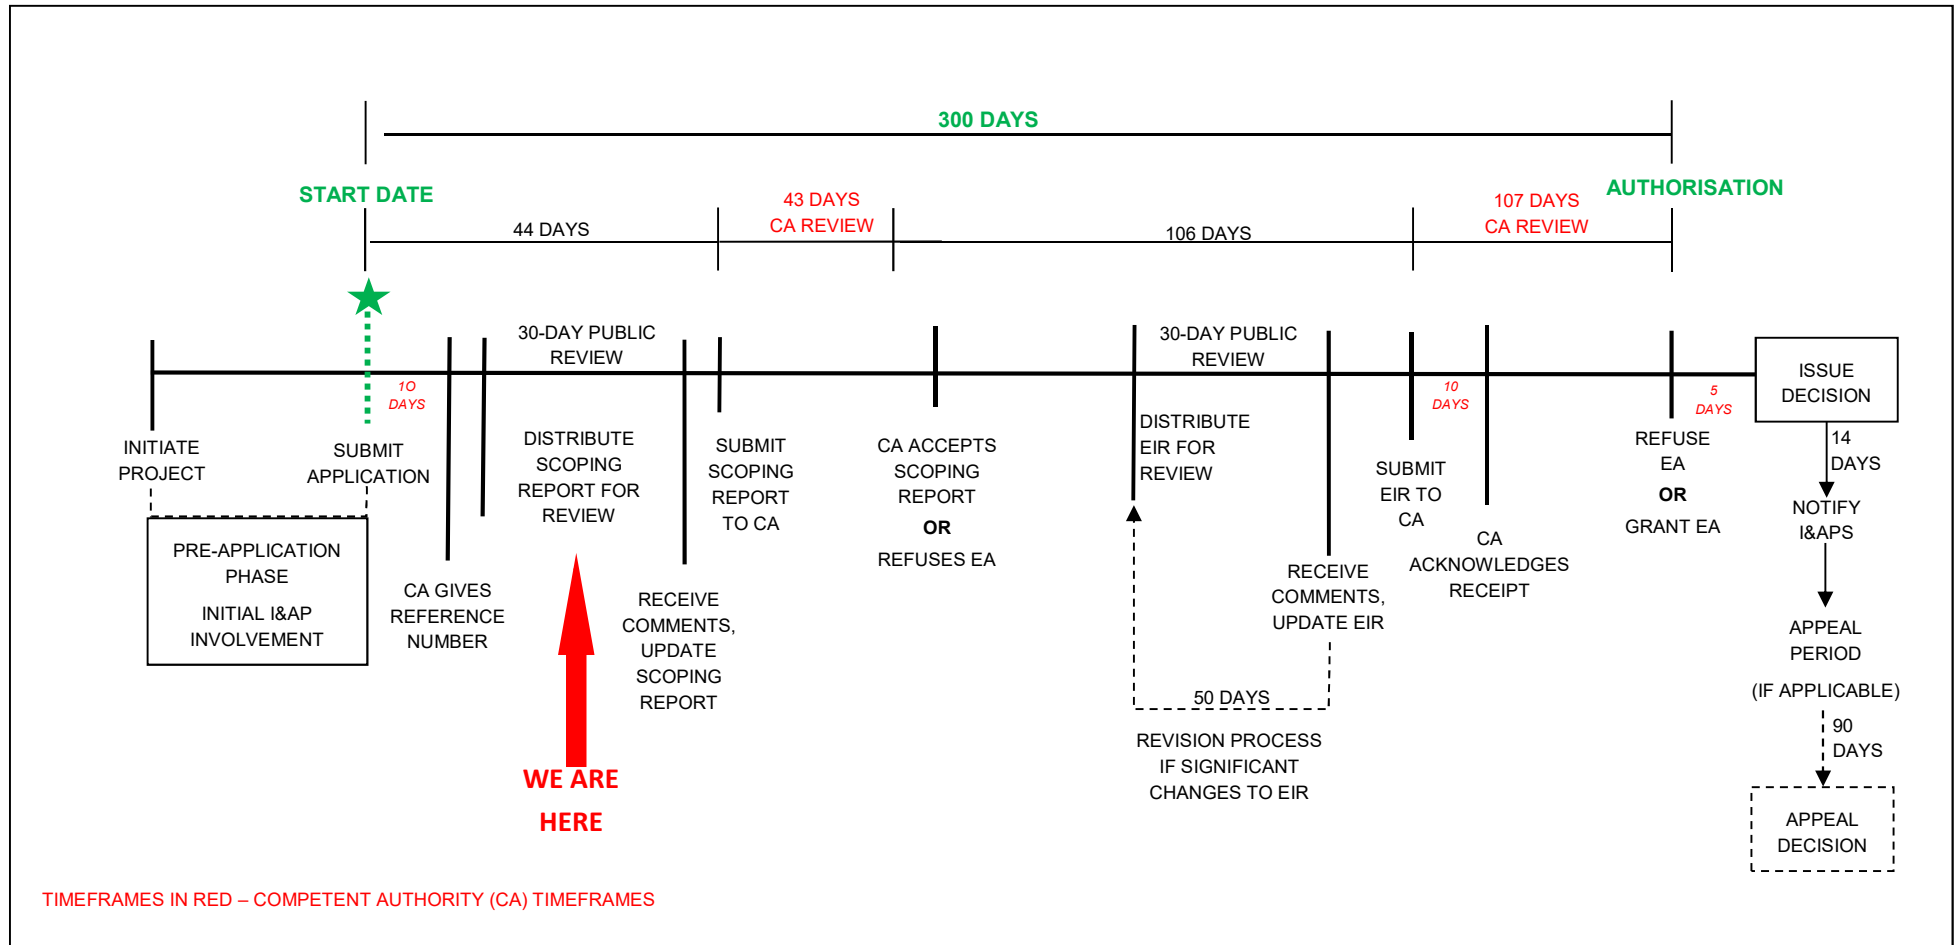 300 DAYS
START DATE
AUTHORISATION
44 DAYS
43 DAYS
CA REVIEW
106 DAYS
107 DAYS
CA REVIEW
30-DAY PUBLIC
REVIEW
30-DAY PUBLIC
REVIEW
1O
DAYS
10
DAYS
5
DAYS
ISSUE
DECISION
INITIATE
PROJECT
SUBMIT
APPLICATION
PRE-APPLICATION
PHASE
INITIAL I&AP
INVOLVEMENT
CA GIVES
REFERENCE
NUMBER
DISTRIBUTE
SCOPING
REPORT FOR
REVIEW
WE ARE
HERE
RECEIVE
COMMENTS,
UPDATE
SCOPING
REPORT
SUBMIT
SCOPING
REPORT
TO CA
CA ACCEPTS
SCOPING
REPORT
OR
REFUSES EA
DISTRIBUTE
EIR FOR
REVIEW
50 DAYS
REVISION PROCESS
IF SIGNIFICANT
CHANGES TO EIR
RECEIVE
COMMENTS,
UPDATE EIR
SUBMIT
EIR TO
CA
CA
ACKNOWLEDGES
RECEIPT
REFUSE
EA
OR
GRANT EA
14
DAYS
NOTIFY
I&APS
APPEAL
PERIOD
(IF APPLICABLE)
90
DAYS
APPEAL
DECISION
TIMEFRAMES IN RED – COMPETENT AUTHORITY (CA) TIMEFRAMES